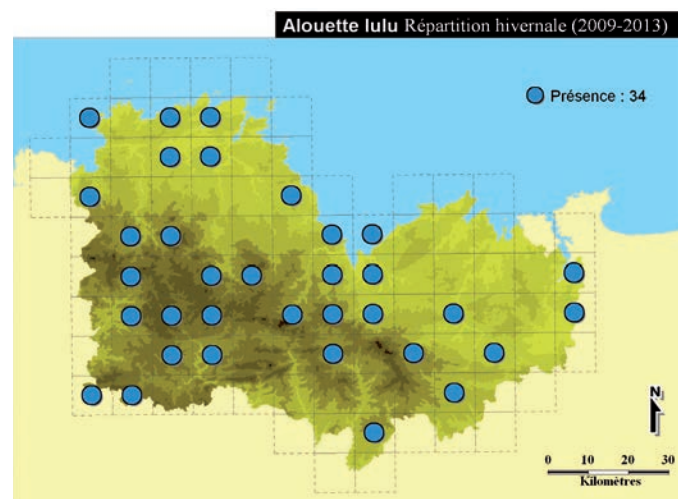 Alouette lulu Répartition hivernale (2009-2013)
Présence : 34
N
0 10 20 30
Kilomètres